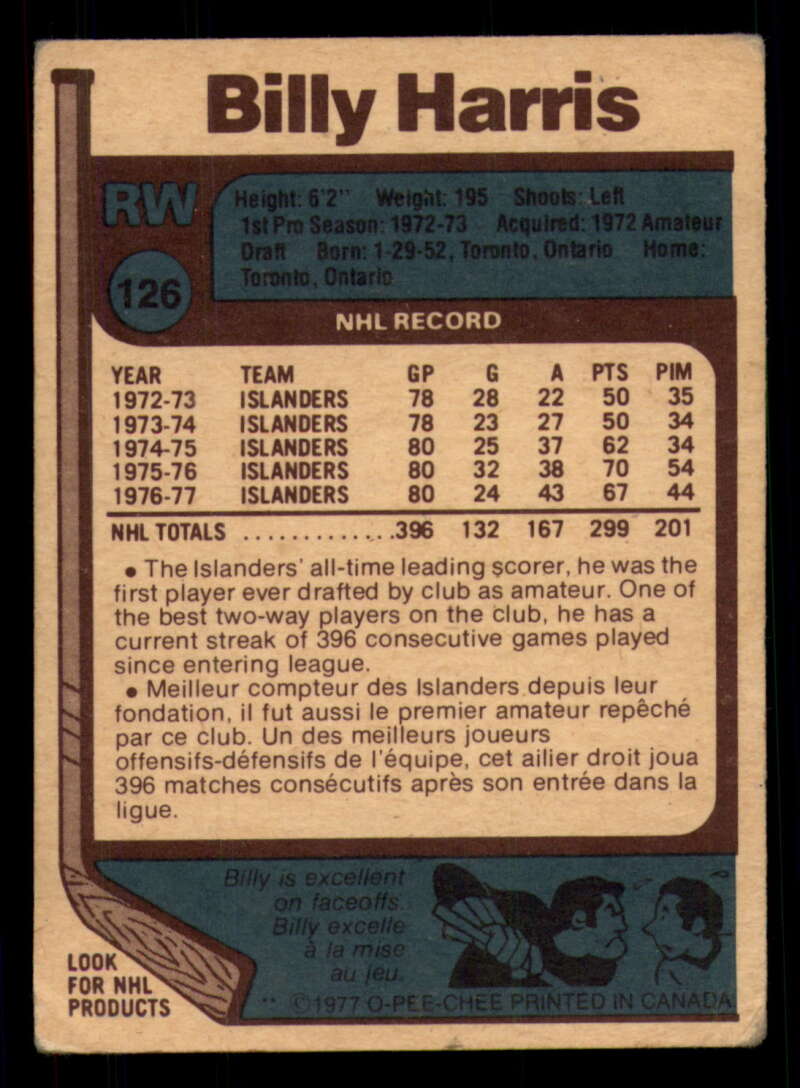 Billy Harris
RW
126
Height: 6'2" Weight: 195 Shoots: Left
1st Pro Season: 1972-73 Acquired: 1972 Amateur
Draft Born: 1-29-52, Toronto, Ontario Home:
Toronto, Ontario
NHL RECORD
YEAR TEAM GP G A PTS PIM
1972-73 ISLANDERS 78 28 22 50 35
1973-74 ISLANDERS 78 23 27 50 34
1974-75 ISLANDERS 80 25 37 62 34
1975-76 ISLANDERS 80 32 38 70 54
1976-77 ISLANDERS 80 24 43 67 44
NHL TOTALS ..............396 132 167 299 201
• The Islanders' all-time leading scorer, he was the
first player ever drafted by club as amateur. One of
the best two-way players on the club, he has a
current streak of 396 consecutive games played
since entering league.
• Meilleur compteur des Islanders depuis leur
fondation, il fut aussi le premier amateur repêché
par ce club. Un des meilleurs joueurs
offensifs-défensifs de l'équipe, cet ailier droit joua
396 matches consécutifs après son entrée dans la
ligue.
Billy is excellent
on faceoffs.
Billy excelle
à la mise
au jeu.
LOOK
FOR NHL
PRODUCTS
** ©1977 O-PEE-CHEE PRINTED IN CANADA